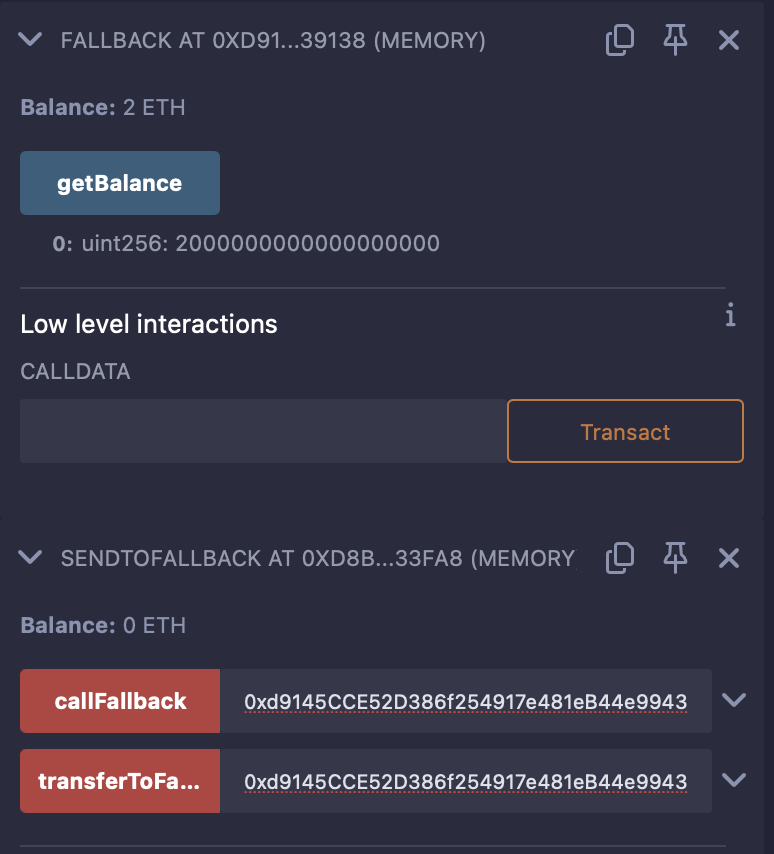 FALLBACK AT 0XD91...39138 (MEMORY)
Balance: 2 ETH
getBalance
0: uint256: 2000000000000000000
Low level interactions
i
CALLDATA
Transact
SENDTOFALLBACK AT 0XD8B...33FA8 (MEMORY)
Balance: 0 ETH
callFallback 0xd9145CCE52D386f254917e481eB44e9943
transferToFa... 0xd9145CCE52D386f254917e481eB44e9943